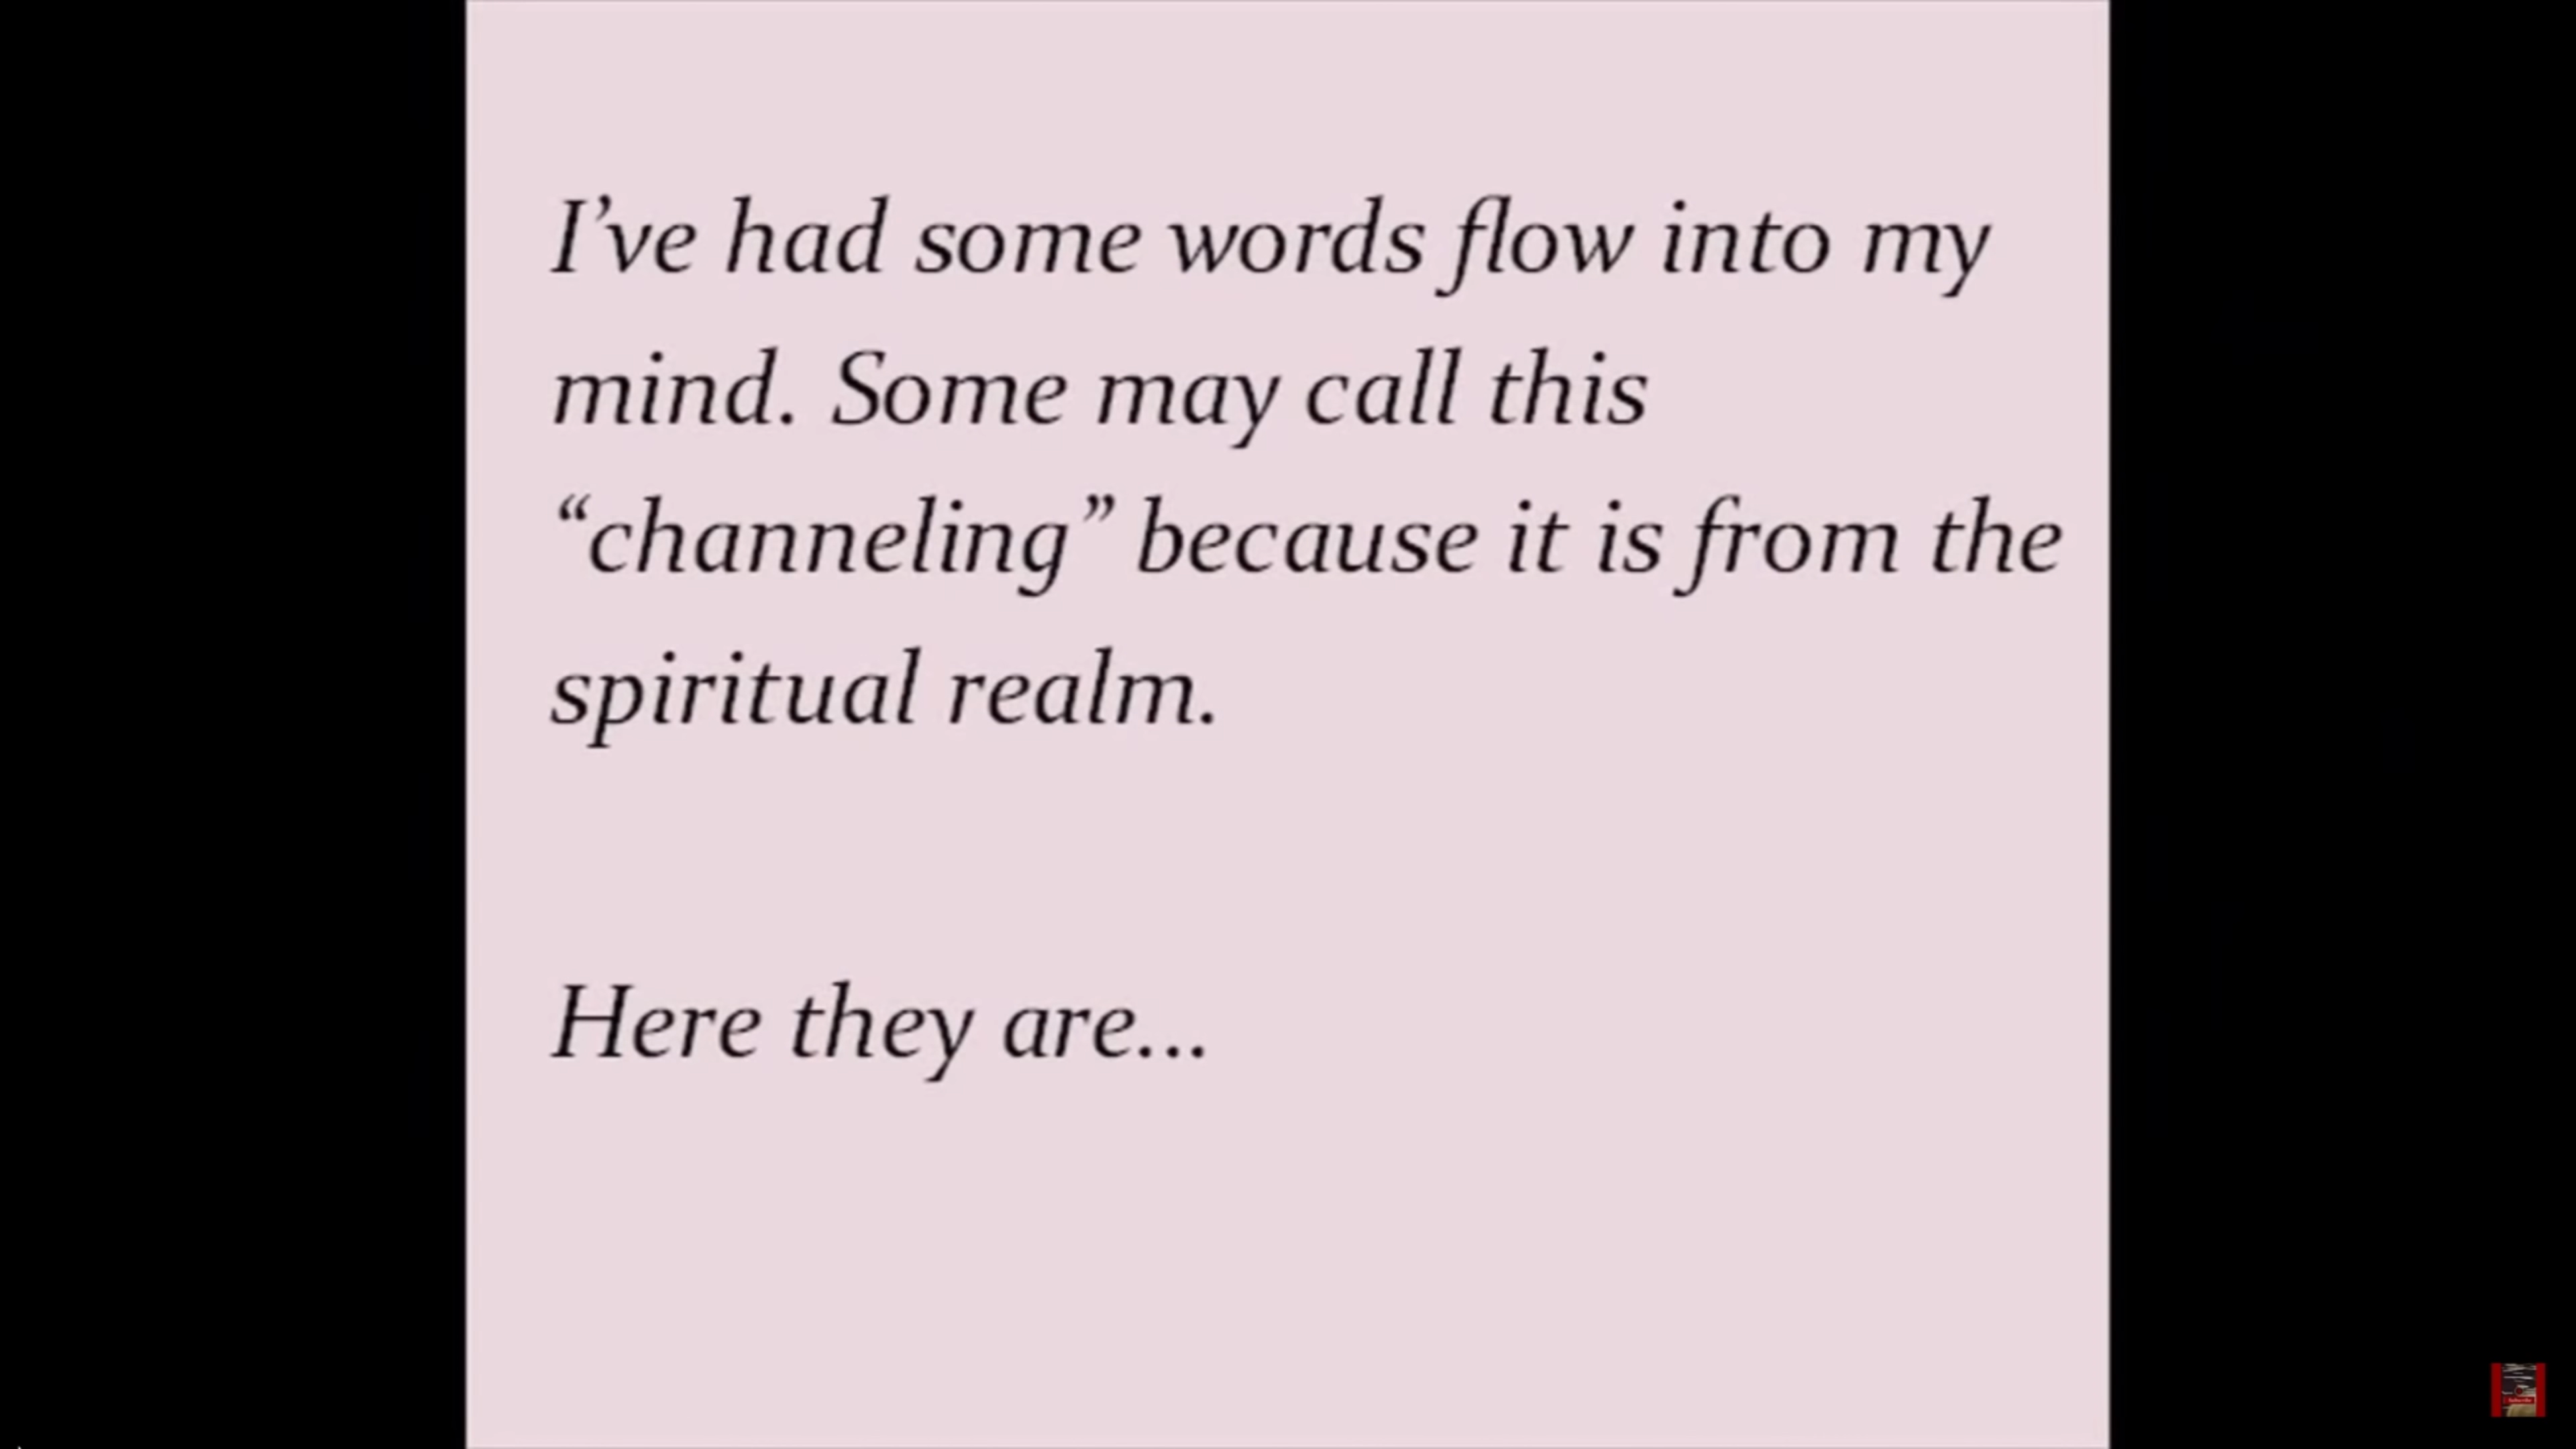 I’ve had some words flow into my
mind. Some may call this
“channeling” because it is from the
spiritual realm.
Here they are...